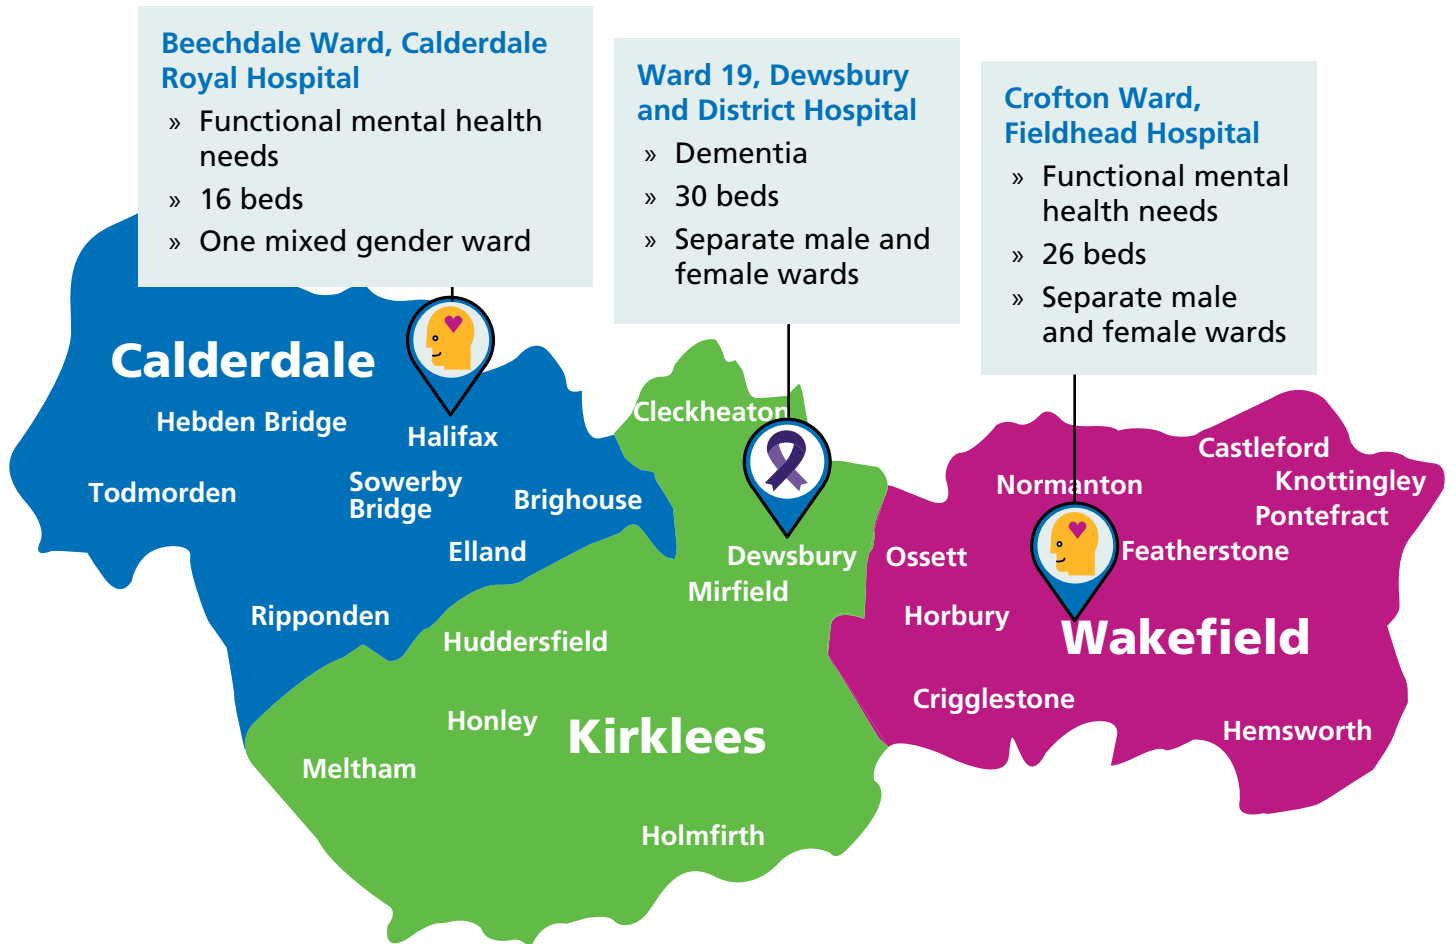 Beechdale Ward, Calderdale
Royal Hospital
» Functional mental health
needs
» 16 beds
» One mixed gender ward
Ward 19, Dewsbury
and District Hospital
» Dementia
» 30 beds
» Separate male and
female wards
Crofton Ward,
Fieldhead Hospital
» Functional mental
health needs
» 26 beds
» Separate male
and female wards
Calderdale
Hebden Bridge
Halifax
Todmorden
Sowerby
Bridge
Brighouse
Elland
Ripponden
Cleckheaton
Dewsbury
Mirfield
Huddersfield
Honley
Kirklees
Meltham
Holmfirth
Castleford
Normanton
Knottingley
Pontefract
Ossett
Featherstone
Horbury
Wakefield
Crigglestone
Hemsworth